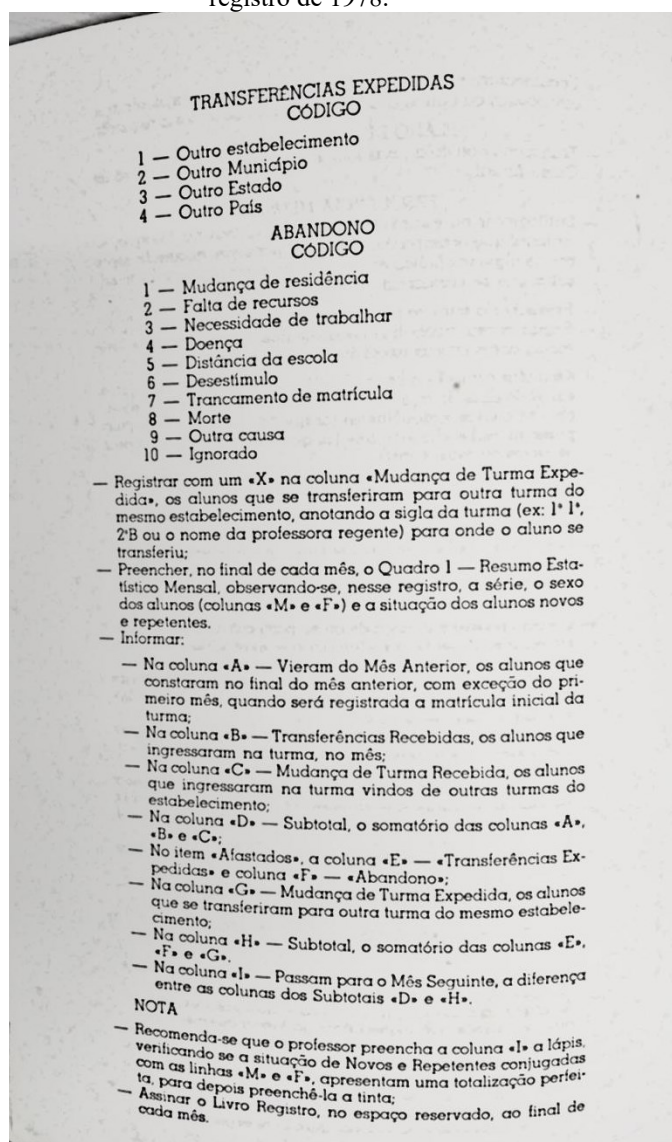 registro de 1978.
TRANSFERÊNCIAS EXPEDIDAS
CÓDIGO
1 — Outro estabelecimento
2 — Outro Município
3 — Outro Estado
4 — Outro País
ABANDONO
CÓDIGO
1 — Mudança de residência
2 — Falta de recursos
3 — Necessidade de trabalhar
4 — Doença
5 — Distância da escola
6 — Desestímulo
7 — Trancamento de matrícula
8 — Morte
9 — Outra causa
10 — Ignorado
— Registrar com um «X» na coluna «Mudança de Turma Expe-
dida», os alunos que se transferiram para outra turma do
mesmo estabelecimento, anotando a sigla da turma (ex: 1ª 1ª,
2ªB ou o nome da professora regente) para onde o aluno se
transferiu;
— Preencher, no final de cada mês, o Quadro 1 — Resumo Esta-
tístico Mensal, observando-se, nesse registro, a série, o sexo
dos alunos (colunas «M» e «F») e a situação dos alunos novos
e repetentes.
— Informar:
— Na coluna «A» — Vieram do Mês Anterior, os alunos que
constaram no final do mês anterior, com exceção do pri-
meiro mês, quando será registrada a matrícula inicial da
turma;
— Na coluna «B» — Transferências Recebidas, os alunos que
ingressaram na turma, no mês;
— Na coluna «C» — Mudança de Turma Recebida, os alunos
que ingressaram na turma vindos de outras turmas do
estabelecimento;
— Na coluna «D» — Subtotal, o somatório das colunas «A»,
«B» e «C»;
— No item «Afastados», a coluna «E» — «Transferências Ex-
pedidas» e coluna «F» — «Abandono»;
— Na coluna «G» — Mudança de Turma Expedida, os alunos
que se transferiram para outra turma do mesmo estabele-
cimento;
— Na coluna «H» — Subtotal, o somatório das colunas «E»,
«F» e «G».
— Na coluna «I» — Passam para o Mês Seguinte, a diferença
entre as colunas dos Subtotais «D» e «H».
NOTA
— Recomenda-se que o professor preencha a coluna «I» a lápis,
verificando se a situação de Novos e Repetentes conjugadas
com as linhas «M» e «F», apresentam uma totalização perfei-
ta, para depois preenchê-la a tinta;
— Assinar o Livro Registro, no espaço reservado, ao final de
cada mês.